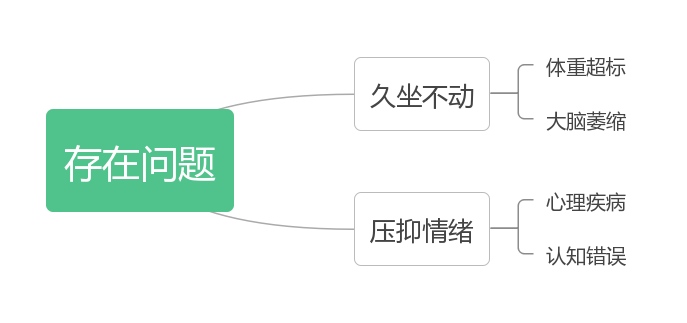 存在问题
久坐不动
体重超标
大脑萎缩
压抑情绪
心理疾病
认知错误